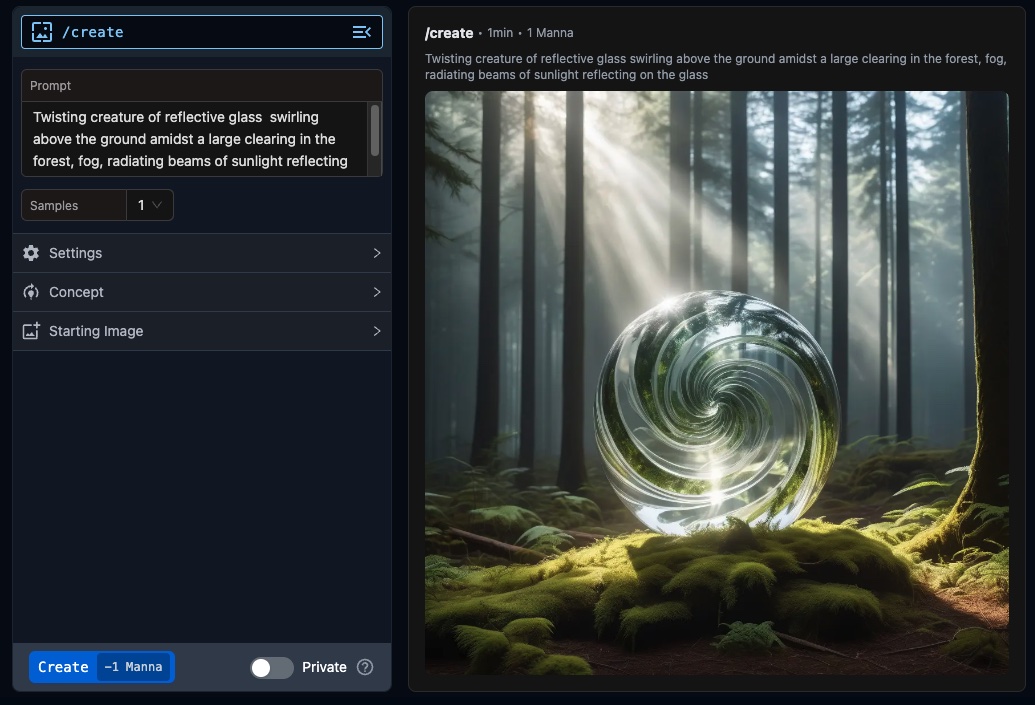 /create
Prompt
Twisting creature of reflective glass  swirling
above the ground amidst a large clearing in the
forest, fog, radiating beams of sunlight reflecting
Samples
1
Settings
Concept
Starting Image
Create
-1 Manna
Private
?
/create • 1min • 1 Manna
Twisting creature of reflective glass swirling above the ground amidst a large clearing in the forest, fog,
radiating beams of sunlight reflecting on the glass